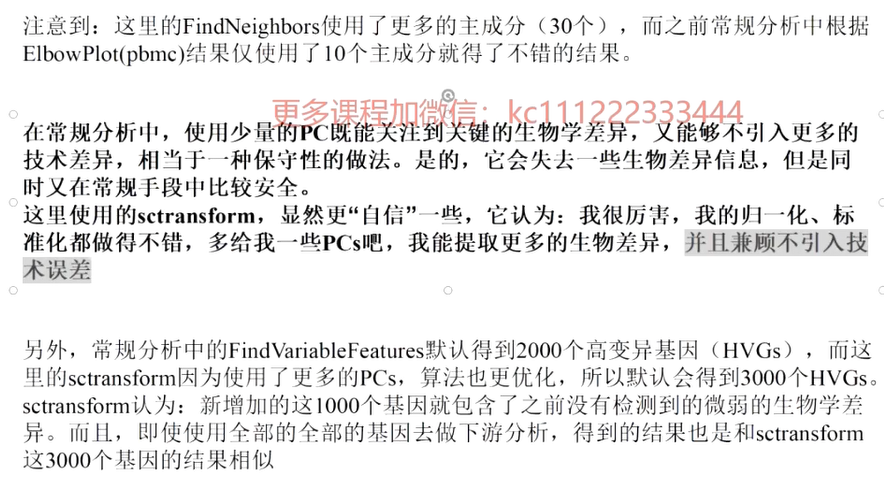 注意到：这里的FindNeighbors使用了更多的主成分（30个），而之前常规分析中根据
ElbowPlot(pbmc)结果仅使用了10个主成分就得了不错的结果。
更多课程加微信：kc111222333444
在常规分析中，使用少量的PC既能关注到关键的生物学差异，又能够不引入更多的
技术差异，相当于一种保守性的做法。是的，它会失去一些生物差异信息，但是同
时又在常规手段中比较安全。
这里使用的sctransform，显然更“自信”一些，它认为：我很厉害，我的归一化、标
准化都做得不错，多给我一些PCs吧，我能提取更多的生物差异，并且兼顾不引入技
术误差
另外，常规分析中的FindVariableFeatures默认得到2000个高变异基因（HVGs），而这
里的sctransform因为使用了更多的PCs，算法也更优化，所以默认会得到3000个HVGs。
sctransform认为：新增加的这1000个基因就包含了之前没有检测到的微弱的生物学差
异。而且，即使使用全部的全部的基因去做下游分析，得到的结果也是和sctransform
这3000个基因的结果相似